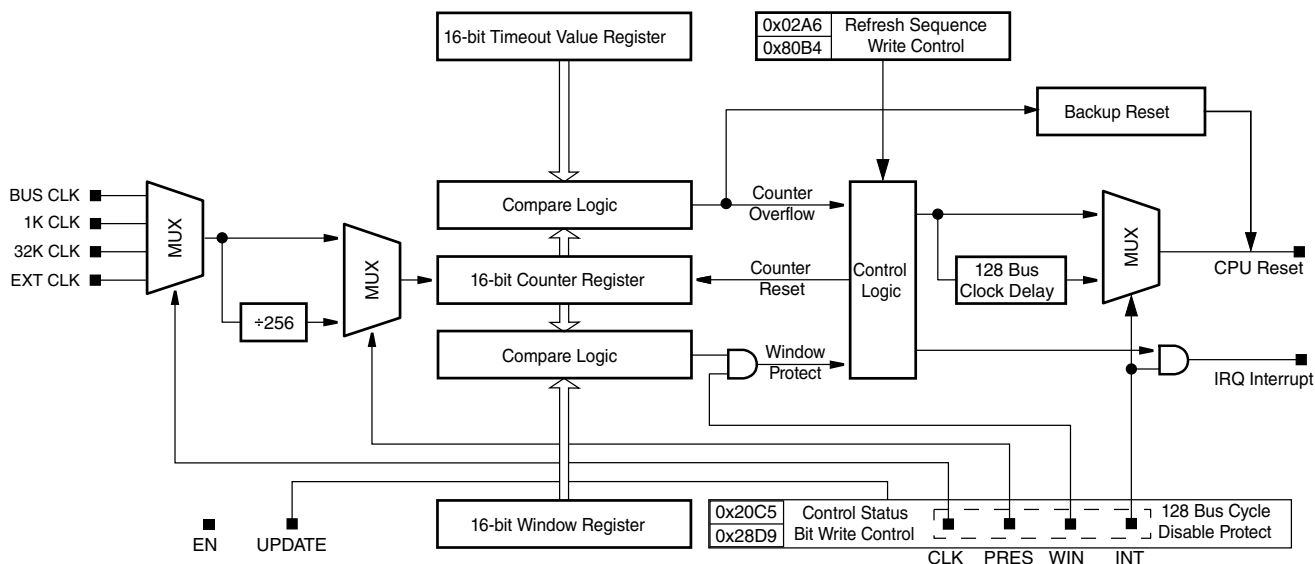 16-bit Timeout Value Register
0x02A6
0x80B4
Refresh Sequence
Write Control
Backup Reset
BUS CLK
1K CLK
32K CLK
EXT CLK
MUX
÷256
MUX
Compare Logic
16-bit Counter Register
Compare Logic
Counter
Overflow
Counter
Reset
Window
Protect
Control
Logic
128 Bus
Clock Delay
MUX
CPU Reset
IRQ Interrupt
EN
UPDATE
16-bit Window Register
0x20C5
0x28D9
Control Status
Bit Write Control
128 Bus Cycle
Disable Protect
CLK
PRES
WIN
INT